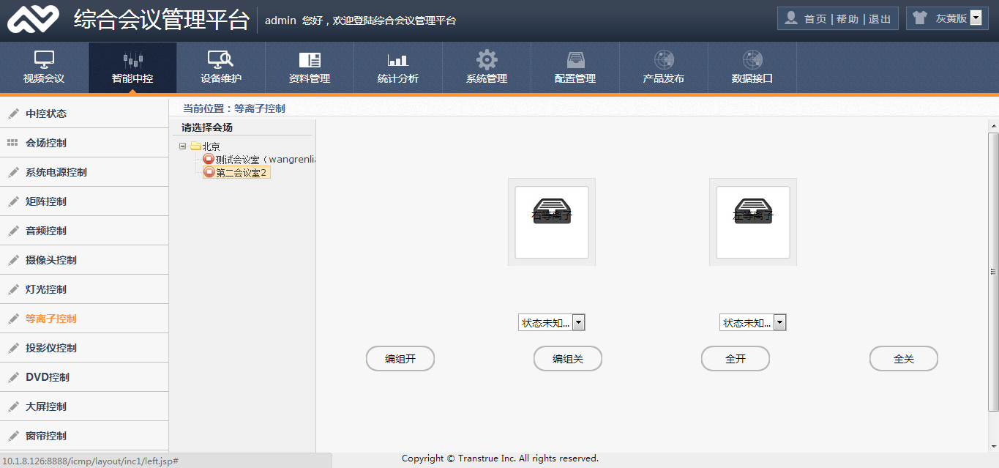 综合会议管理平台
admin 您好，欢迎登陆综合会议管理平台
首页 | 帮助 | 退出
灰黄版
视频会议
智能中控
设备维护
资料管理
统计分析
系统管理
配置管理
产品发布
数据接口
中控状态
会场控制
系统电源控制
矩阵控制
音频控制
摄像头控制
灯光控制
等离子控制
投影仪控制
DVD控制
大屏控制
窗帘控制
当前位置：等离子控制
请选择会场
北京
测试会议室（wangrenlia
第二会议室2
右等离子
左等离子
状态未知...
状态未知...
编组开
编组关
全开
全关
10.1.8.126:8888/icmp/layout/inc1/left.jsp#
Copyright © Transtrue Inc. All rights reserved.